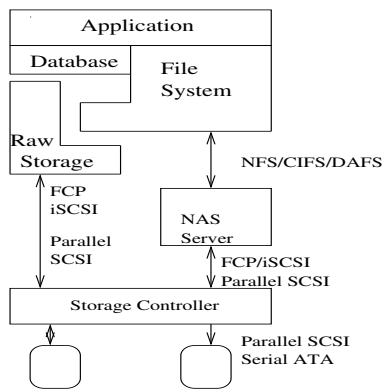 Application
Database
File
System
Raw
Storage
NFS/CIFS/DAFS
FCP
iSCSI
Parallel
SCSI
NAS
Server
FCP/iSCSI
Parallel SCSI
Storage Controller
Parallel SCSI
Serial ATA